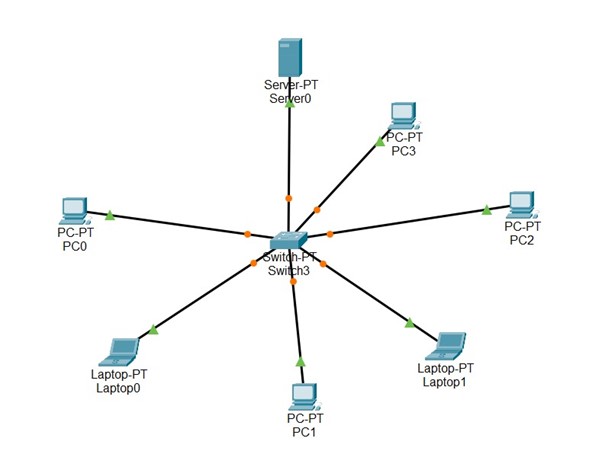 Server-PT
Server0
PC-PT
PC3
PC-PT
PC0
PC-PT
PC2
Switch-PT
Switch3
Laptop-PT
Laptop0
Laptop-PT
Laptop1
PC-PT
PC1